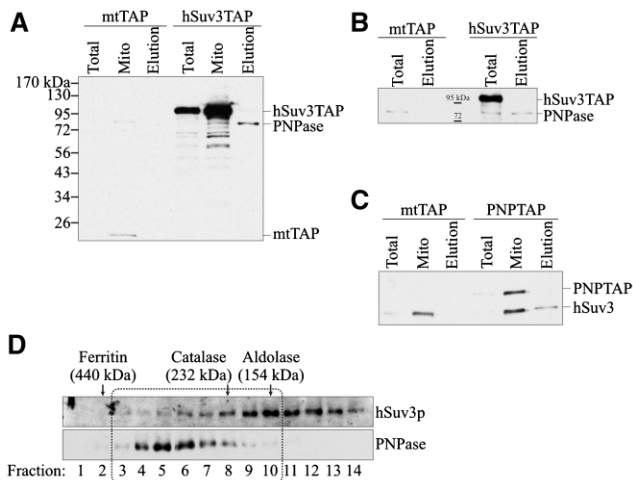 A
mtTAP hSuv3TAP
Total Mito Elution Total Mito Elution
170 kDa
130
95
72
56
43
34
26
hSuv3TAP
PNPase
mtTAP
B
mtTAP hSuv3TAP
Total Elution Total Elution
95 kDa
72
hSuv3TAP
PNPase
C
mtTAP PNPTAP
Total Mito Elution Total Mito Elution
PNPTAP
hSuv3
D
Ferritin Catalase Aldolase
(440 kDa) (232 kDa) (154 kDa)
hSuv3p
PNPase
Fraction: 1 2 3 4 5 6 7 8 9 10 11 12 13 14